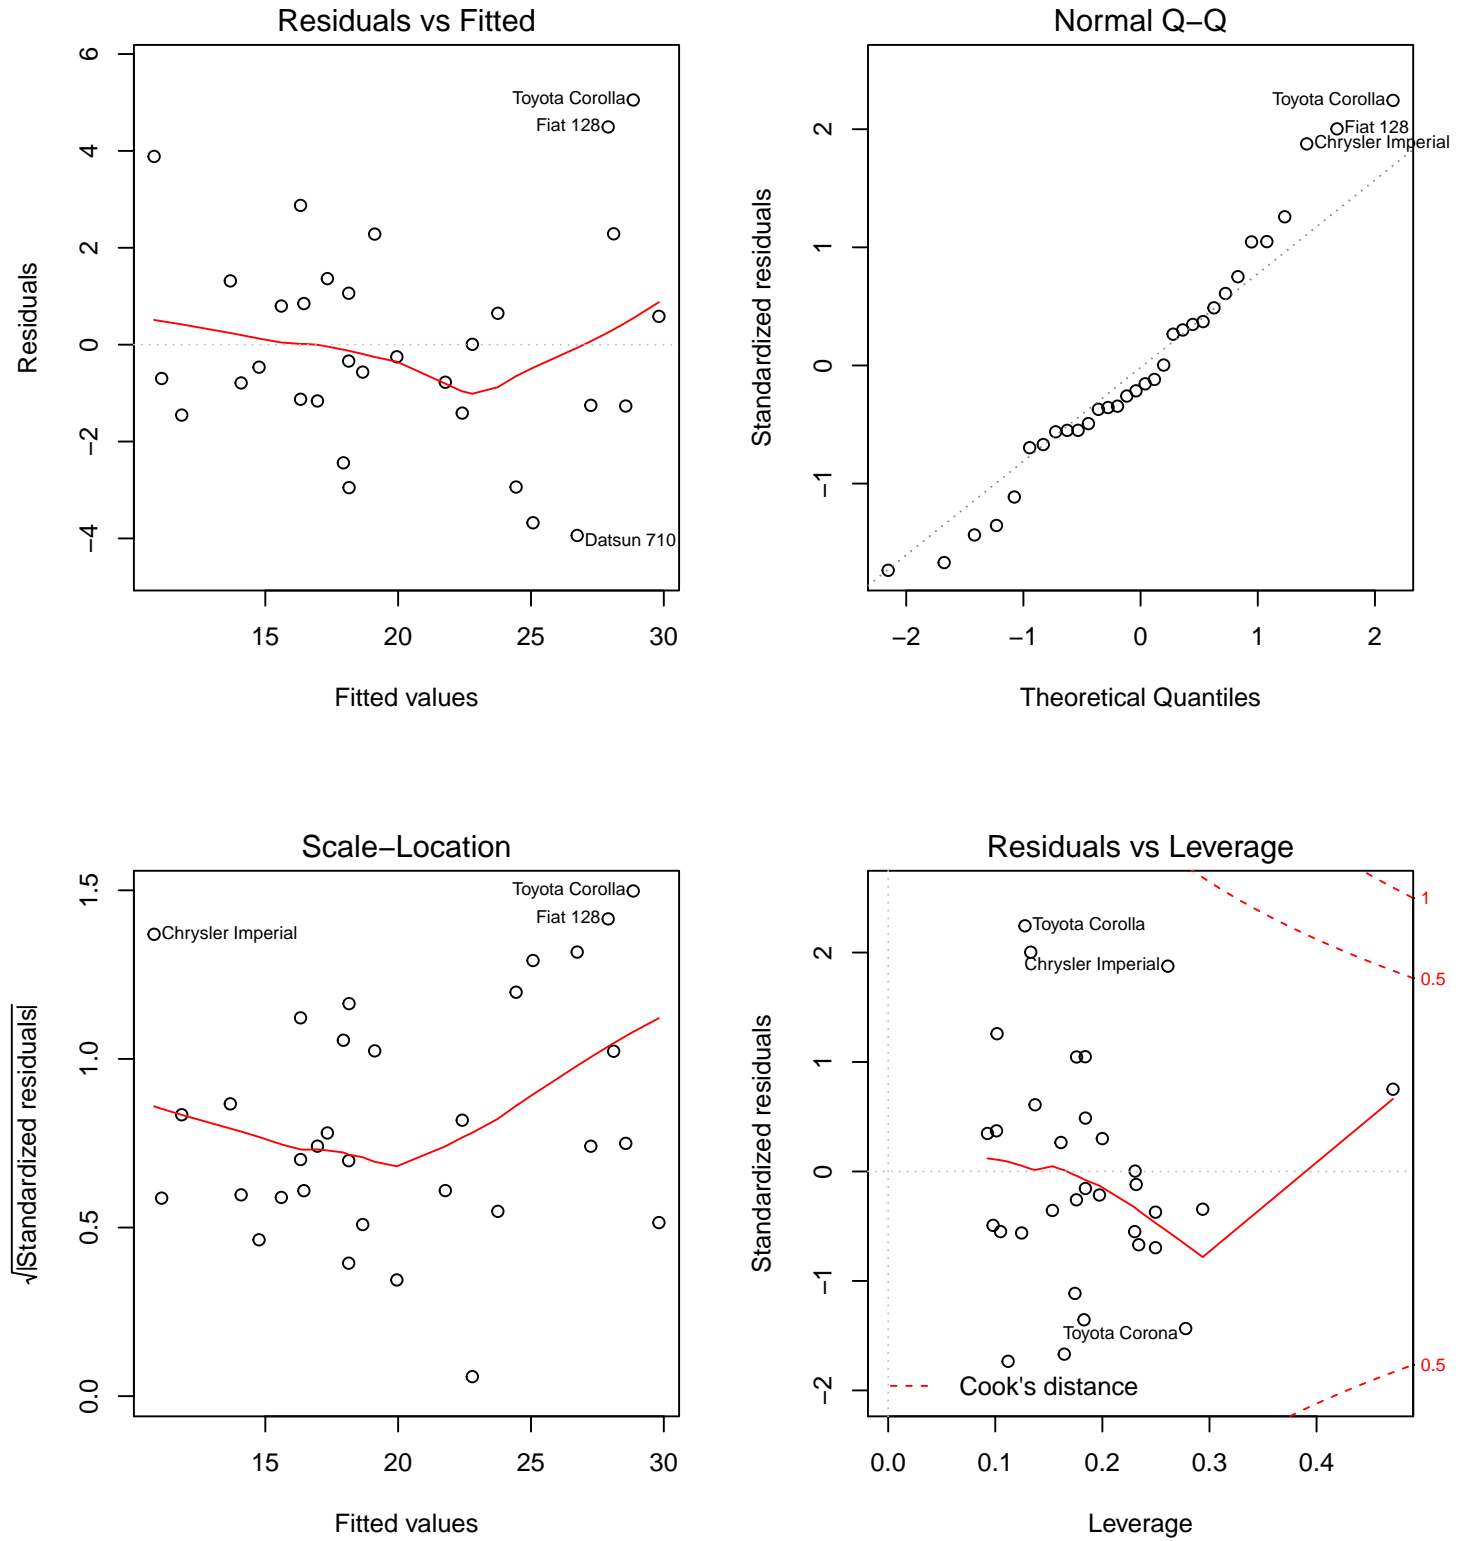 Residuals vs Fitted
6
4
2
0
−2
−4
Residuals
Toyota Corolla
Fiat 128
Datsun 710
15 20 25 30
Fitted values
Normal Q−Q
2
1
0
−1
Standardized residuals
Toyota Corolla
Fiat 128
Chrysler Imperial
−2 −1 0 1 2
Theoretical Quantiles
Scale−Location
1.5
1.0
0.5
0.0
√|Standardized residuals|
Toyota Corolla
Fiat 128
Chrysler Imperial
15 20 25 30
Fitted values
Residuals vs Leverage
2
1
0
−1
−2
Standardized residuals
1
0.5
Toyota Corolla
Chrysler Imperial
Toyota Corona
0.5
Cook's distance
0.0 0.1 0.2 0.3 0.4
Leverage